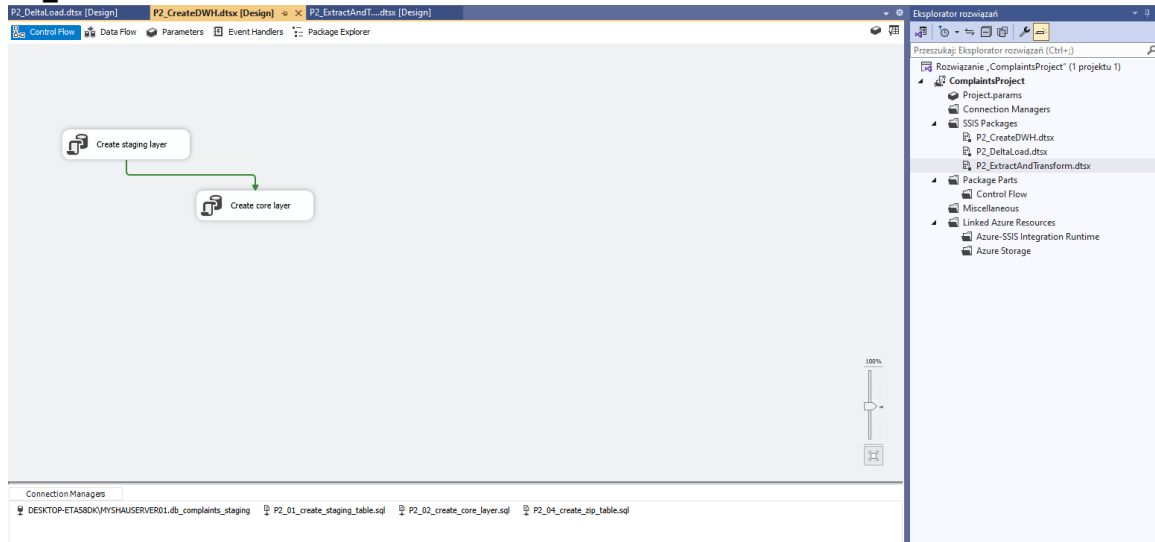 P2_DeltaLoad.dtsx [Design] P2_CreateDWH.dtsx [Design] P2_ExtractAndT....dtsx [Design]
Control Flow Data Flow Parameters Event Handlers Package Explorer
Create staging layer
Create core layer
100%
Connection Managers
DESKTOP-ETA58DK\MYSHAUSERVER01.db_complaints_staging P2_01_create_staging_table.sql P2_02_create_core_layer.sql P2_04_create_zip_table.sql
Eksplorator rozwiązań
Przeszukaj: Eksplorator rozwiązań (Ctrl+;)
Rozwiązanie „ComplaintsProject" (1 projektu 1)
ComplaintsProject
Project.params
Connection Managers
SSIS Packages
P2_CreateDWH.dtsx
P2_DeltaLoad.dtsx
P2_ExtractAndTransform.dtsx
Package Parts
Control Flow
Miscellaneous
Linked Azure Resources
Azure-SSIS Integration Runtime
Azure Storage